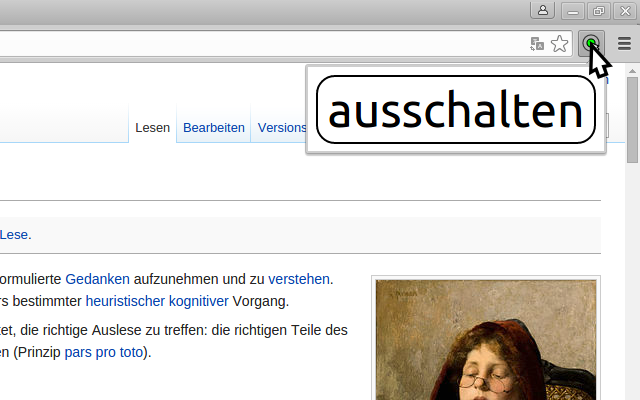 ausschalten
Lesen Bearbeiten Versions
Lese.
ormulierte Gedanken aufzunehmen und zu verstehen.
rs bestimmter heuristischer kognitiver Vorgang.
tet, die richtige Auslese zu treffen: die richtigen Teile des
en (Prinzip pars pro toto).